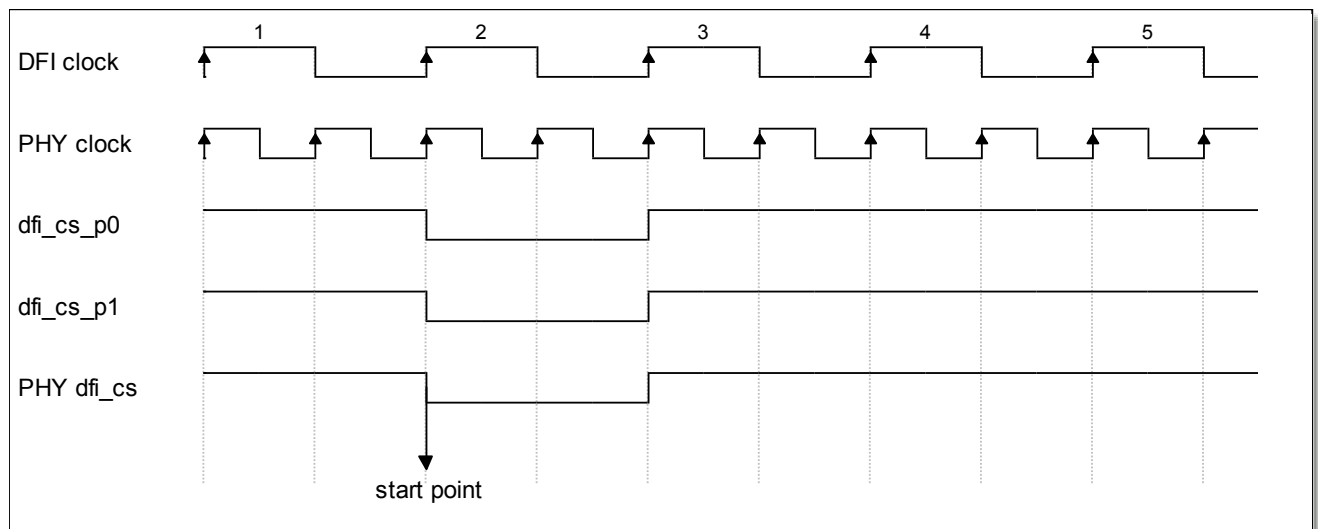 1 2 3 4 5
DFI clock
PHY clock
dfi_cs_p0
dfi_cs_p1
PHY dfi_cs
start point